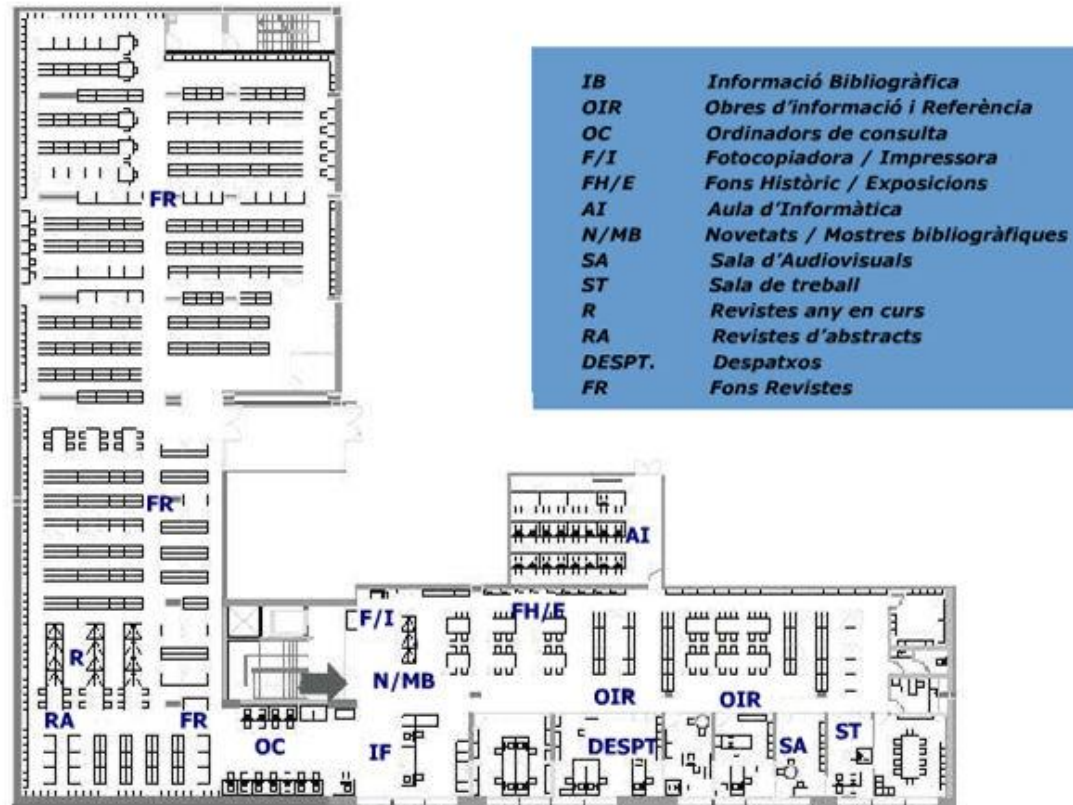 IB Informació Bibliogràfica
OIR Obres d'informació i Referència
OC Ordinadors de consulta
F/I Fotocopiadora / Impressora
FH/E Fons Històric / Exposicions
AI Aula d'Informàtica
N/MB Novetats / Mostres bibliogràfiques
SA Sala d'Audiovisuals
ST Sala de treball
R Revistes any en curs
RA Revistes d'abstracts
DESPT. Despatxos
FR Fons Revistes
FR
FR
AI
F/I
FH/E
R
N/MB
OIR
OIR
RA
FR
OC
IF
DESPT
SA
ST